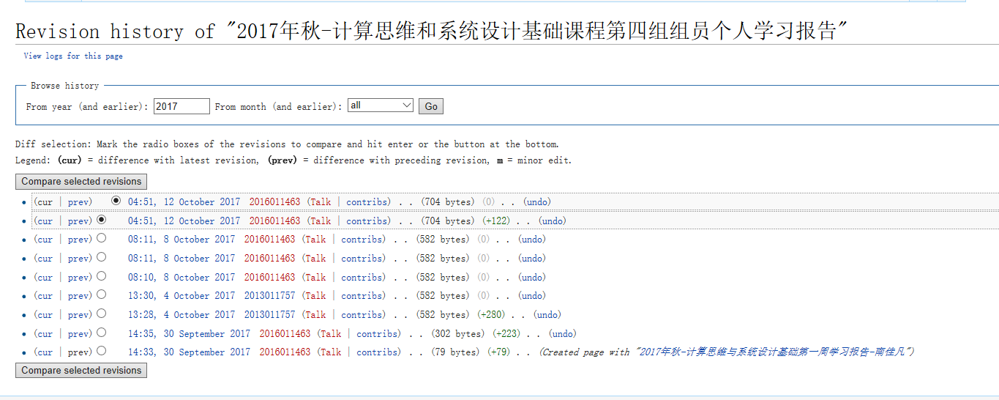 Revision history of "2017年秋-计算思维和系统设计基础课程第四组组员个人学习报告"
View logs for this page
Browse history
From year (and earlier): 2017 From month (and earlier): all Go
Diff selection: Mark the radio boxes of the revisions to compare and hit enter or the button at the bottom.
Legend: (cur) = difference with latest revision, (prev) = difference with preceding revision, m = minor edit.
Compare selected revisions
(cur | prev) 04:51, 12 October 2017 2016011463 (Talk | contribs) . . (704 bytes) (0) . . (undo)
(cur | prev) 04:51, 12 October 2017 2016011463 (Talk | contribs) . . (704 bytes) (+122) . . (undo)
(cur | prev) 08:11, 8 October 2017 2016011463 (Talk | contribs) . . (582 bytes) (0) . . (undo)
(cur | prev) 08:11, 8 October 2017 2016011463 (Talk | contribs) . . (582 bytes) (0) . . (undo)
(cur | prev) 08:10, 8 October 2017 2016011463 (Talk | contribs) . . (582 bytes) (0) . . (undo)
(cur | prev) 13:30, 4 October 2017 2013011757 (Talk | contribs) . . (582 bytes) (0) . . (undo)
(cur | prev) 13:28, 4 October 2017 2013011757 (Talk | contribs) . . (582 bytes) (+280) . . (undo)
(cur | prev) 14:35, 30 September 2017 2016011463 (Talk | contribs) . . (302 bytes) (+223) . . (undo)
(cur | prev) 14:33, 30 September 2017 2016011463 (Talk | contribs) . . (79 bytes) (+79) . . (Created page with "2017年秋-计算思维与系统设计基础第一周学习报告-南佳凡")
Compare selected revisions